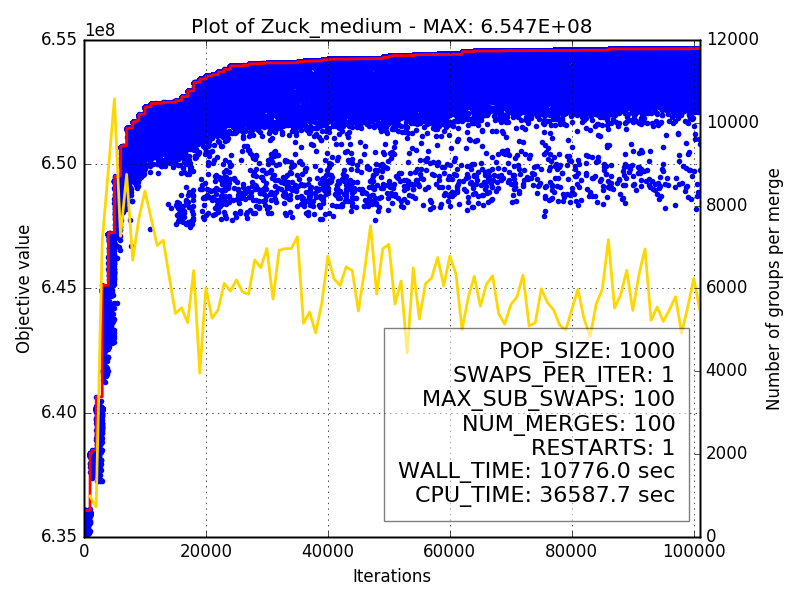 Plot of Zuck_medium - MAX: 6.547E+08
1e8
6.55
6.50
6.45
6.40
6.35
Objective value
12000
10000
8000
6000
4000
2000
0
Number of groups per merge
POP_SIZE: 1000
SWAPS_PER_ITER: 1
MAX_SUB_SWAPS: 100
NUM_MERGES: 100
RESTARTS: 1
WALL_TIME: 10776.0 sec
CPU_TIME: 36587.7 sec
0 20000 40000 60000 80000 100000
Iterations